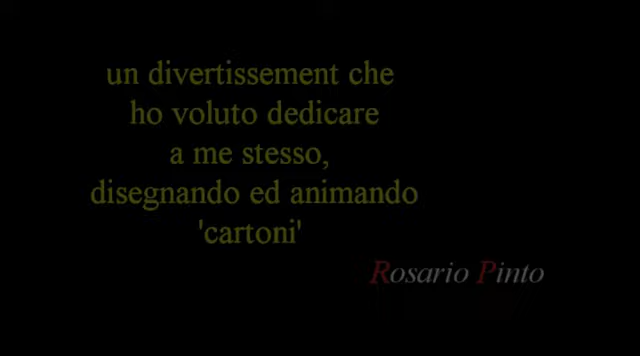 un divertissement che
ho voluto dedicare
a me stesso,
disegnando ed animando
'cartoni'
Rosario Pinto